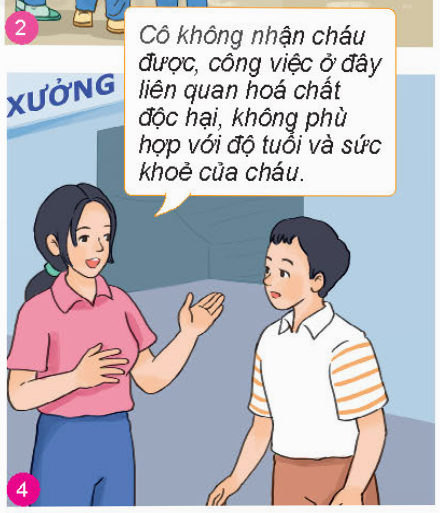 2
Cô không nhận cháu
được, công việc ở đây
liên quan hoá chất
độc hại, không phù
hợp với độ tuổi và sức
khoẻ của cháu.
XƯỞNG
4